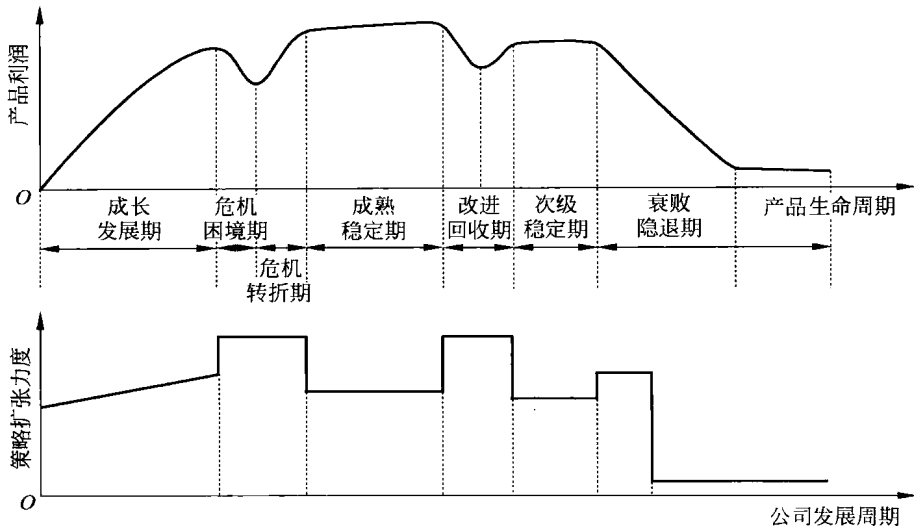 产品利润
O
成长
发展期
危机
困境期
危机
转折期
成熟
稳定期
改进
回收期
次级
稳定期
衰败
隐退期
产品生命周期
策略扩张力度
O
公司发展周期